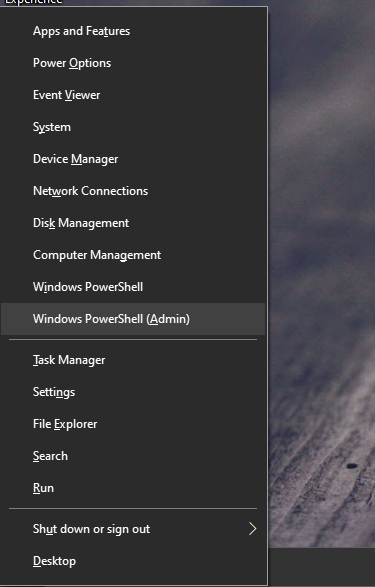 Experience
Apps and Features
Power Options
Event Viewer
System
Device Manager
Network Connections
Disk Management
Computer Management
Windows PowerShell
Windows PowerShell (Admin)
Task Manager
Settings
File Explorer
Search
Run
Shut down or sign out
Desktop